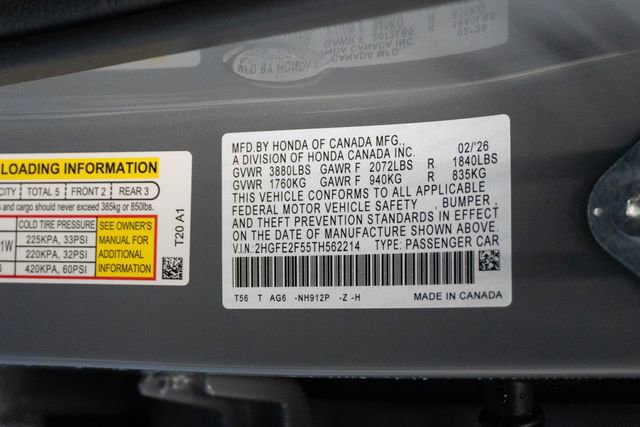 LOADING INFORMATION
CITY TOTAL 5 FRONT 2 REAR 3
and cargo should never exceed 385kg or 850lbs.
COLD TIRE PRESSURE
SEE OWNER'S
MANUAL FOR
ADDITIONAL
INFORMATION
1W
225KPA, 33PSI
220KPA, 32PSI
420KPA, 60PSI
T20 A1
MFD.BY HONDA OF CANADA MFG., 02/'26
A DIVISION OF HONDA CANADA INC.
GVWR 3880LBS GAWR F 2072LBS R 1840LBS
GVWR 1760KG GAWR F 940KG R 835KG
THIS VEHICLE CONFORMS TO ALL APPLICABLE
FEDERAL MOTOR VEHICLE SAFETY , BUMPER ,
AND THEFT PREVENTION STANDARDS IN EFFECT
ON THE DATE OF MANUFACTURE SHOWN ABOVE.
V.I.N:2HGFE2F55TH562214 TYPE: PASSENGER CAR
T56 T AG6 -NH912P -Z -H MADE IN CANADA